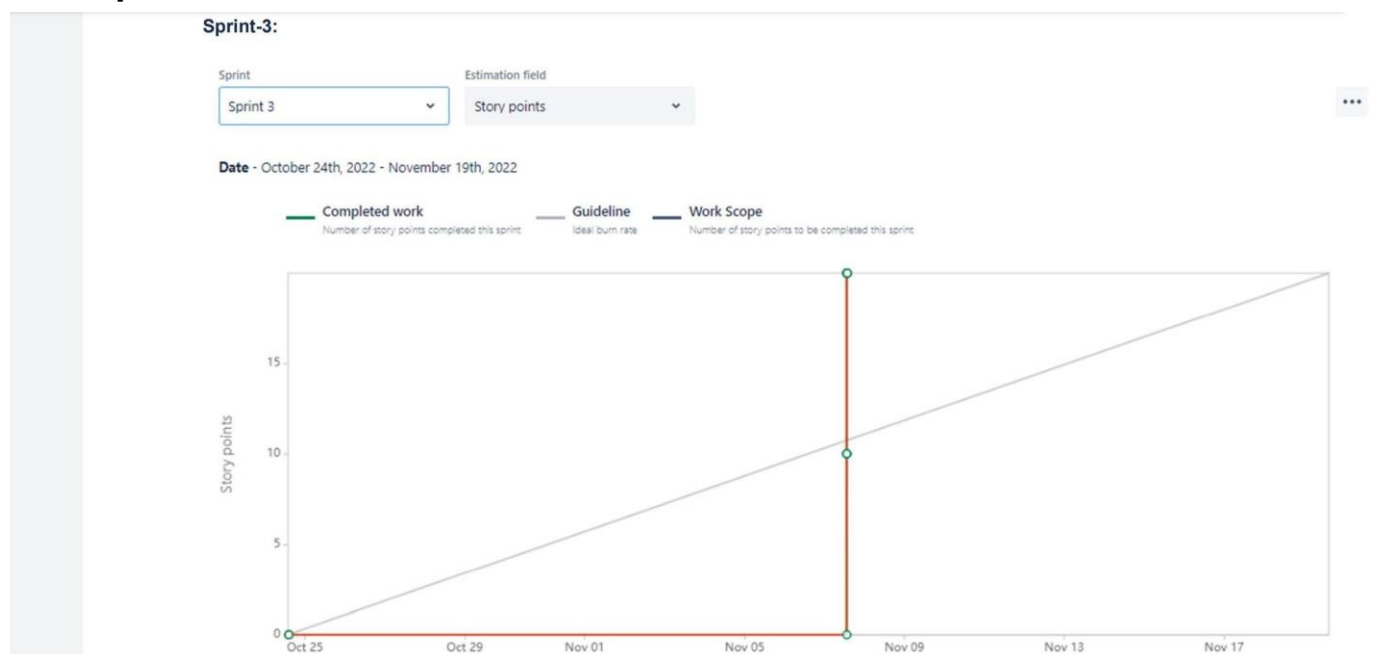 Sprint-3:
Sprint
Estimation field
Sprint 3
Story points
Date - October 24th, 2022 - November 19th, 2022
Completed work
Guideline
Work Scope
Number of story points completed this sprint
Ideal burn rate
Number of story points to be completed this sprint
15
10
5
0
Story points
Oct 25
Oct 29
Nov 01
Nov 05
Nov 09
Nov 13
Nov 17